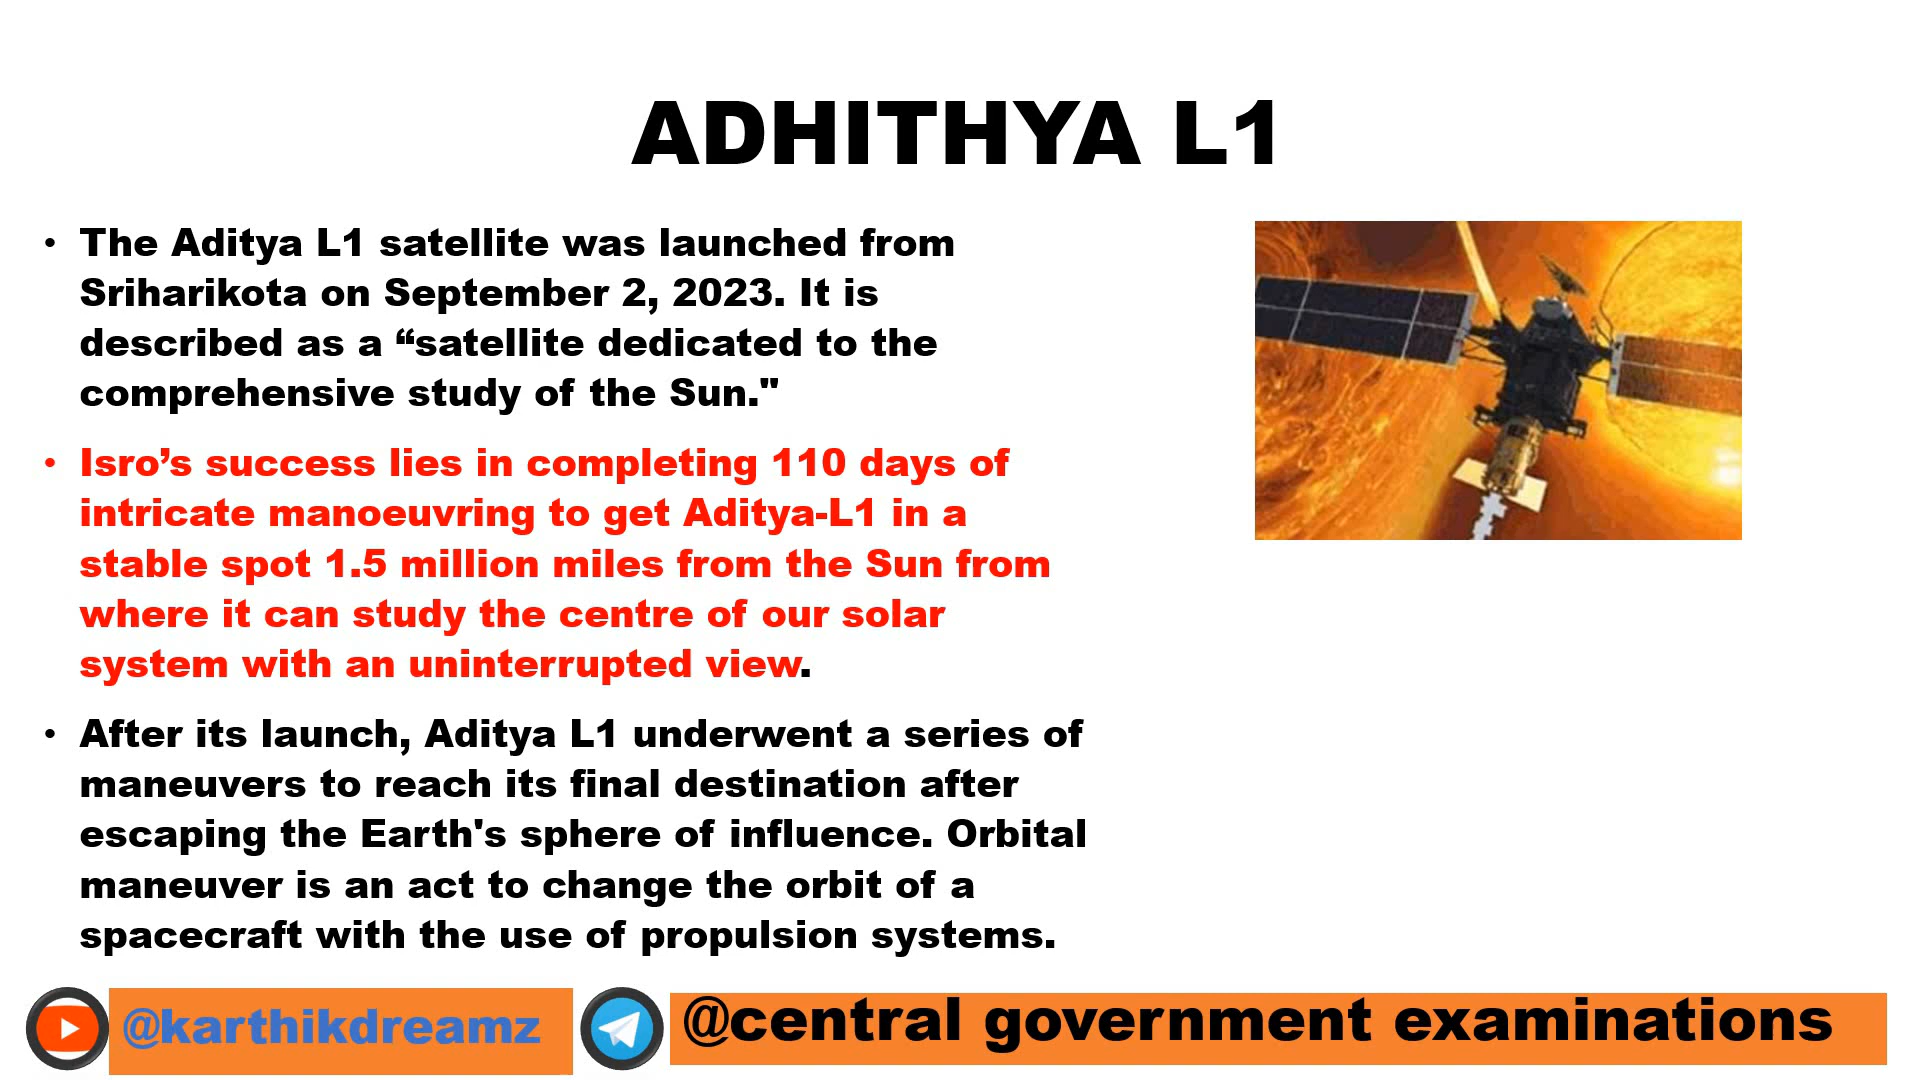 ADHITHYA L1
• The Aditya L1 satellite was launched from
Sriharikota on September 2, 2023. It is
described as a “satellite dedicated to the
comprehensive study of the Sun."
• Isro’s success lies in completing 110 days of
intricate manoeuvring to get Aditya-L1 in a
stable spot 1.5 million miles from the Sun from
where it can study the centre of our solar
system with an uninterrupted view.
• After its launch, Aditya L1 underwent a series of
maneuvers to reach its final destination after
escaping the Earth's sphere of influence. Orbital
maneuver is an act to change the orbit of a
spacecraft with the use of propulsion systems.
@karthikdreamz
@central government examinations